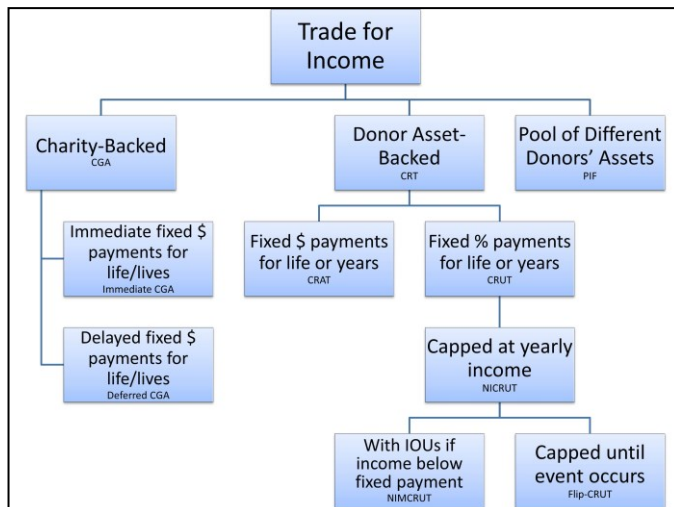 Trade for
Income
Charity-Backed
CGA
Donor Asset-
Backed
CRT
Pool of Different
Donors' Assets
PIF
Immediate fixed $
payments for
life/lives
Immediate CGA
Fixed $ payments
for life or years
CRAT
Fixed % payments
for life or years
CRUT
Delayed fixed $
payments for
life/lives
Deferred CGA
Capped at yearly
income
NICRUT
With IOUs if
income below
fixed payment
NIMCRUT
Capped until
event occurs
Flip-CRUT